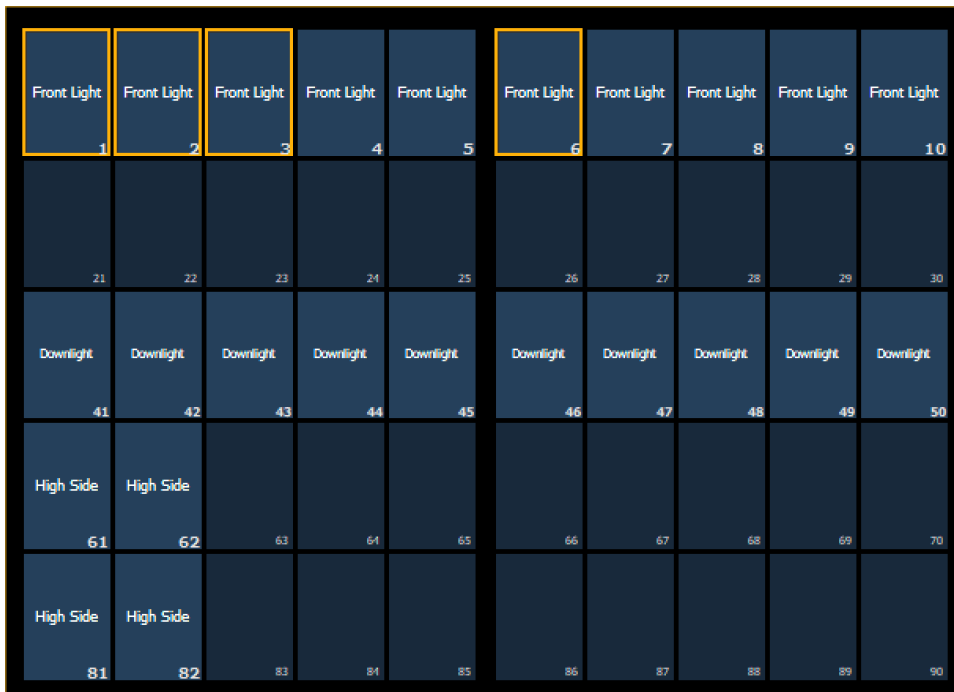 Front Light Front Light Front Light Front Light Front Light Front Light Front Light Front Light Front Light Front Light
1 2 3 4 5 6 7 8 9 10
21 22 23 24 25 26 27 28 29 30
Downlight Downlight Downlight Downlight Downlight Downlight Downlight Downlight Downlight Downlight
41 42 43 44 45 46 47 48 49 50
High Side High Side
61 62 63 64 65 66 67 68 69 70
High Side High Side
81 82 83 84 85 86 87 88 89 90